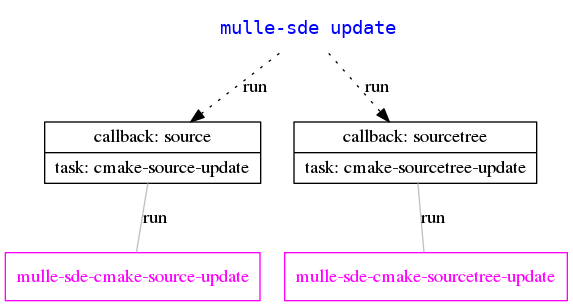 mulle-sde update
run
run
callback: source
callback: sourcetree
task: cmake-source-update
task: cmake-sourcetree-update
run
run
mulle-sde-cmake-source-update
mulle-sde-cmake-sourcetree-update